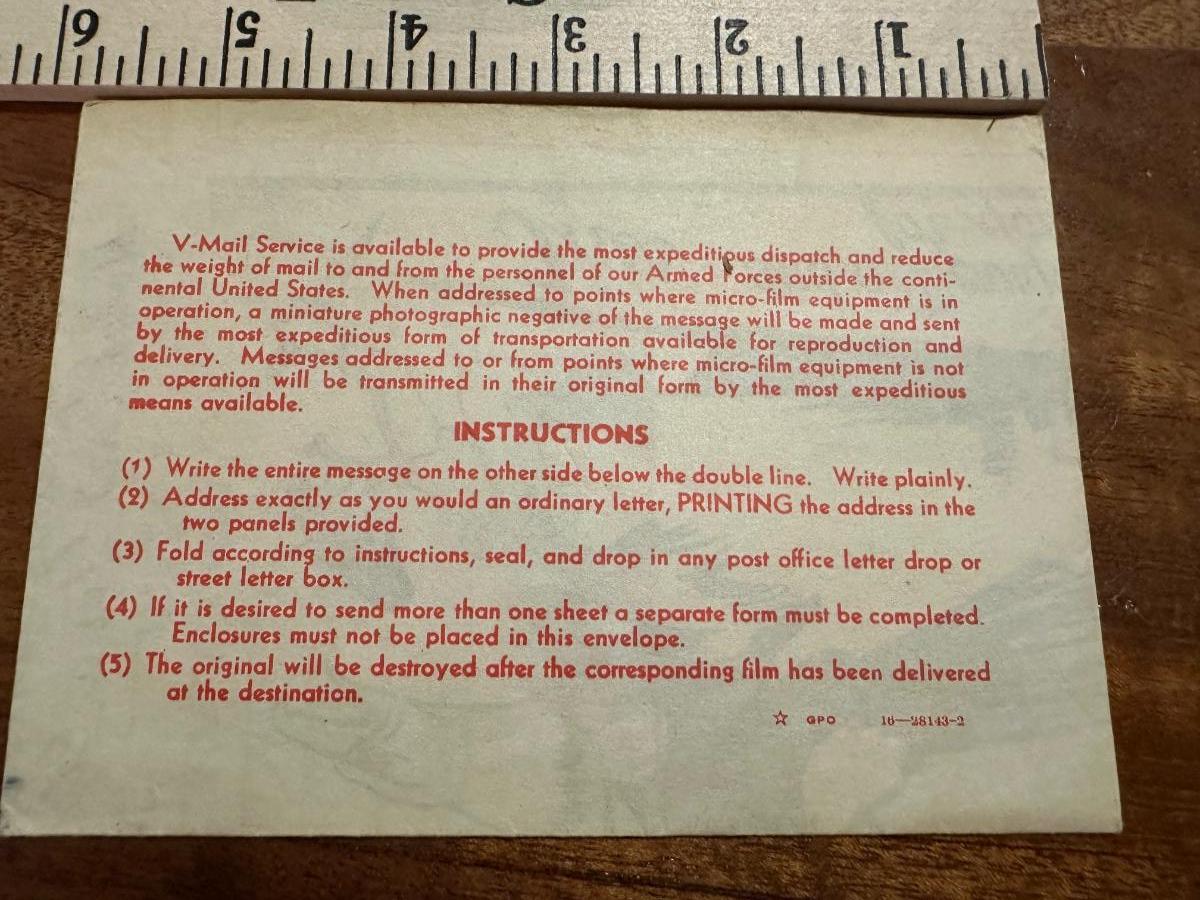 6 5 4 3 2 1
V-Mail Service is available to provide the most expeditious dispatch and reduce
the weight of mail to and from the personnel of our Armed Forces outside the conti-
nental United States. When addressed to points where micro-film equipment is in
operation, a miniature photographic negative of the message will be made and sent
by the most expeditious form of transportation available for reproduction and
delivery. Messages addressed to or from points where micro-film equipment is not
in operation will be transmitted in their original form by the most expeditious
means available.
INSTRUCTIONS
(1) Write the entire message on the other side below the double line. Write plainly.
(2) Address exactly as you would an ordinary letter, PRINTING the address in the
two panels provided.
(3) Fold according to instructions, seal, and drop in any post office letter drop or
street letter box.
(4) If it is desired to send more than one sheet a separate form must be completed.
Enclosures must not be placed in this envelope.
(5) The original will be destroyed after the corresponding film has been delivered
at the destination.
☆ GPO 16—28143-2